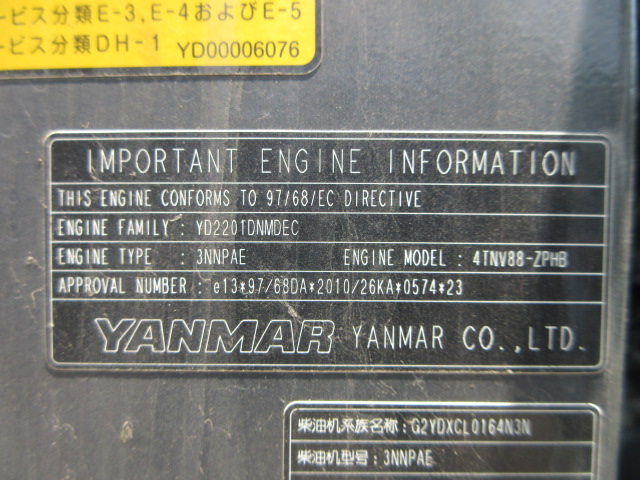 ービス分類E-3,E-4およびE-5
ービス分類DH-1 YD00006076
IMPORTANT ENGINE INFORMATION
THIS ENGINE CONFORMS TO 97/68/EC DIRECTIVE
ENGINE FAMILY : YD2201DNMDEC
ENGINE TYPE : 3NNPAE ENGINE MODEL : 4TNV88-ZPHB
APPROVAL NUMBER : e13*97/68DA*2010/26KA*0574*23
YANMAR YANMAR CO.,LTD.
柴油机系族名称:G2YDXCL0164N3N
柴油机型号:3NNPAE